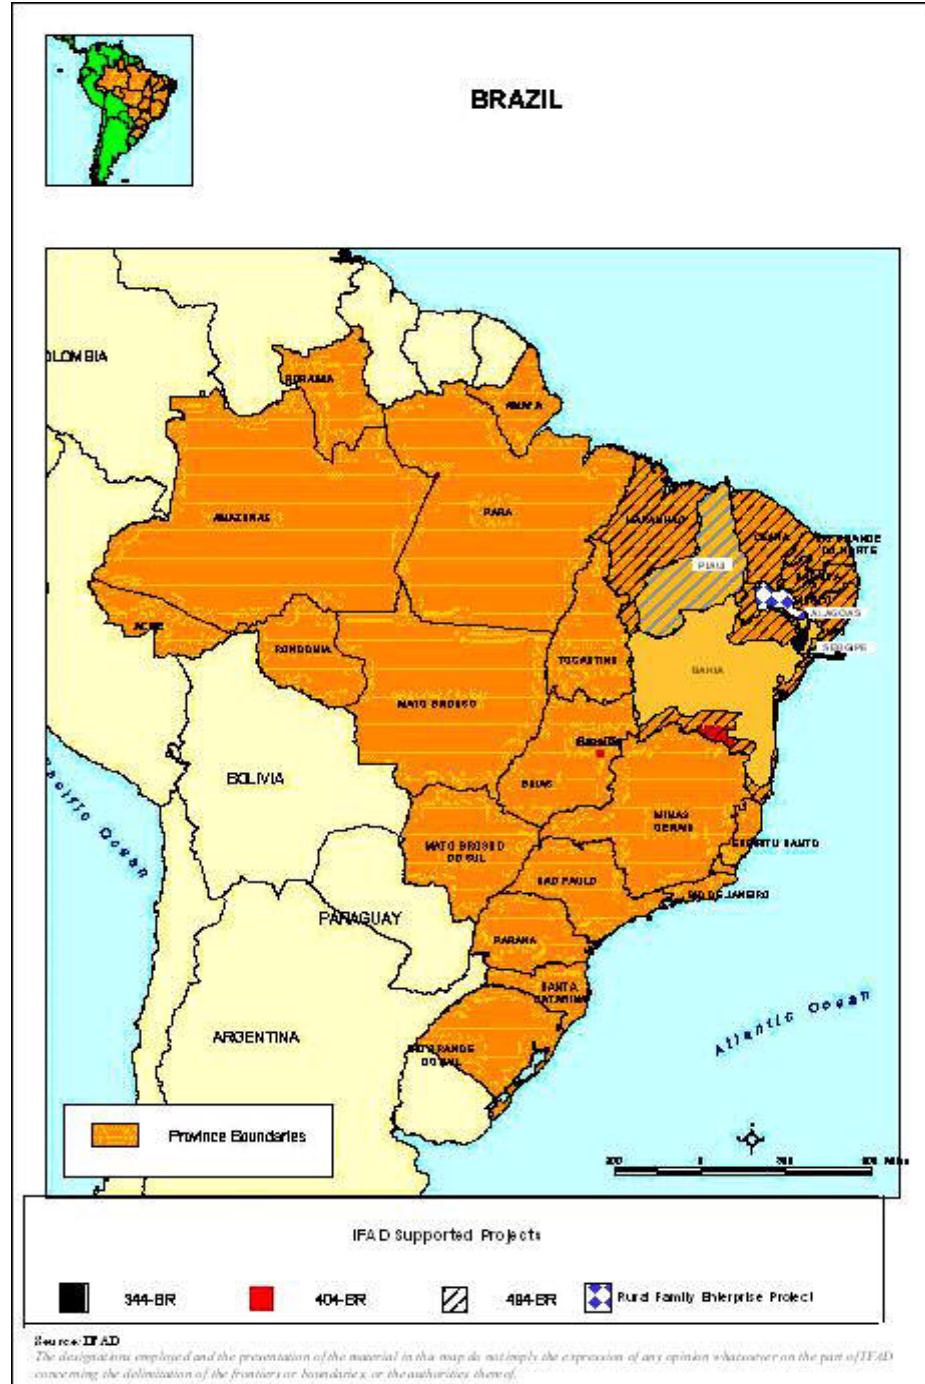 BRAZIL
OLOMBIA
AMAPA
AMAZONAS
PARA
MARANHAO
CEARA
DO NORTE
PIAUI
ALAGOAS
SERGIPE
ACRE
RONDONIA
TOCANTINS
BAHIA
MATO GROSSO
Brasilia
GOIAS
BOLIVIA
MINAS
GERAIS
MATO GROSSO
DO SUL
ESPIRITU SANTO
SAO PAULO
RIO DE JANEIRO
PARAGUAY
PARANA
SANTA
CATARINA
Pacific Ocean
Atlantic Ocean
ARGENTINA
RIO GRANDE
DO SUL
Province Boundaries
0
IFAD Supported Projects
344-BR
404-BR
494-BR
Rural Family Enterprise Project
Source: IFAD
The designations employed and the presentation of the material in this map do not imply the expression of any opinion whatsoever on the part of IFAD
concerning the delimitation of the frontiers or boundaries, or the authorities thereof.